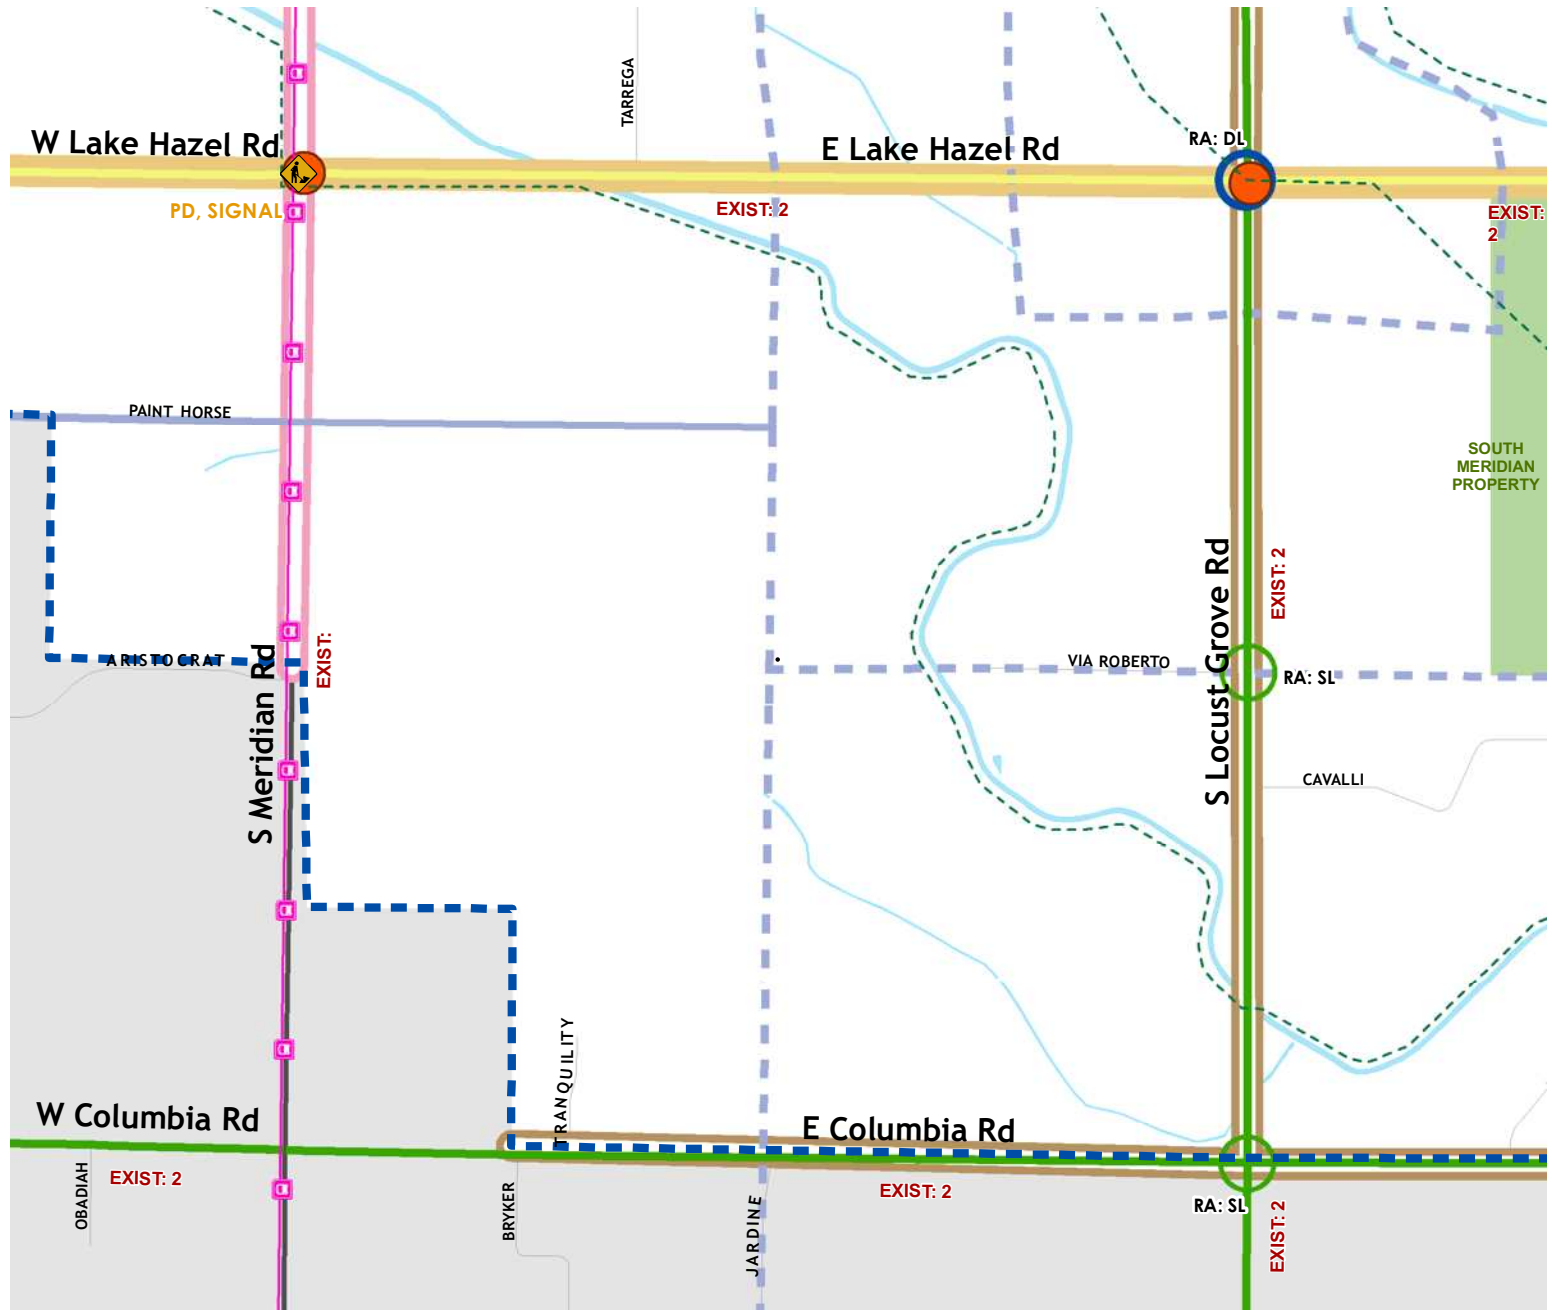 TARREGA
W Lake Hazel Rd
E Lake Hazel Rd
RA: DL
PD, SIGNAL
EXIST: 2
EXIST:
2
PAINT HORSE
SOUTH
MERIDIAN
PROPERTY
S Locust Grove Rd
EXIST: 2
ARISTOCRAT
EXIST:
S Meridian Rd
VIA ROBERTO
RA: SL
CAVALLI
TRANQUILITY
W Columbia Rd
E Columbia Rd
OBADIAH
EXIST: 2
BRYKER
EXIST: 2
JARDINE
RA: SL
EXIST: 2